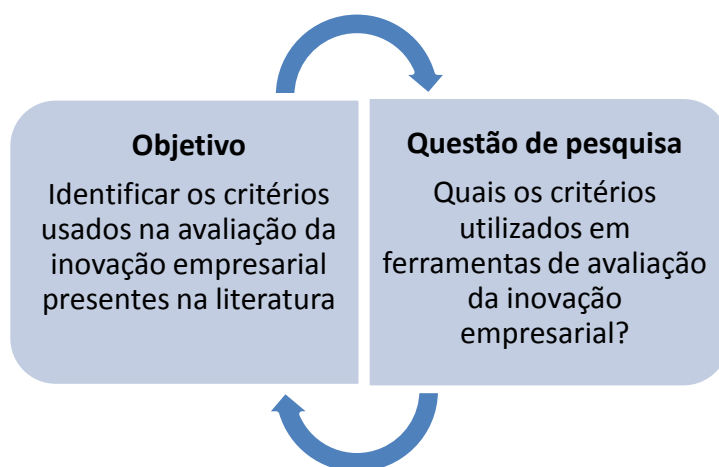 Objetivo
Identificar os critérios
usados na avaliação da
inovação empresarial
presentes na literatura
Questão de pesquisa
Quais os critérios
utilizados em
ferramentas de avaliação
da inovação
empresarial?